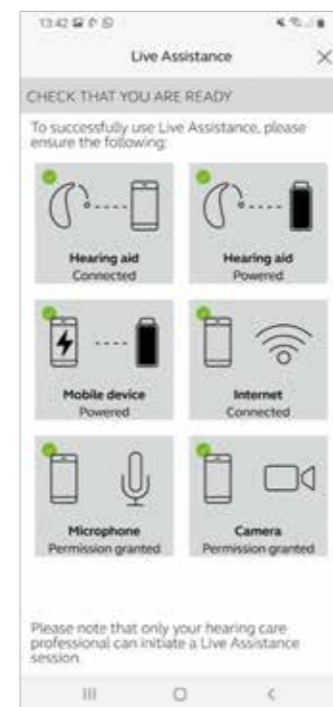 13:42
Live Assistance
CHECK THAT YOU ARE READY
To successfully use Live Assistance, please
ensure the following:
Hearing aid
Connected
Hearing aid
Powered
Mobile device
Powered
Internet
Connected
Microphone
Permission granted
Camera
Permission granted
Please note that only your hearing care
professional can initiate a Live Assistance
session.